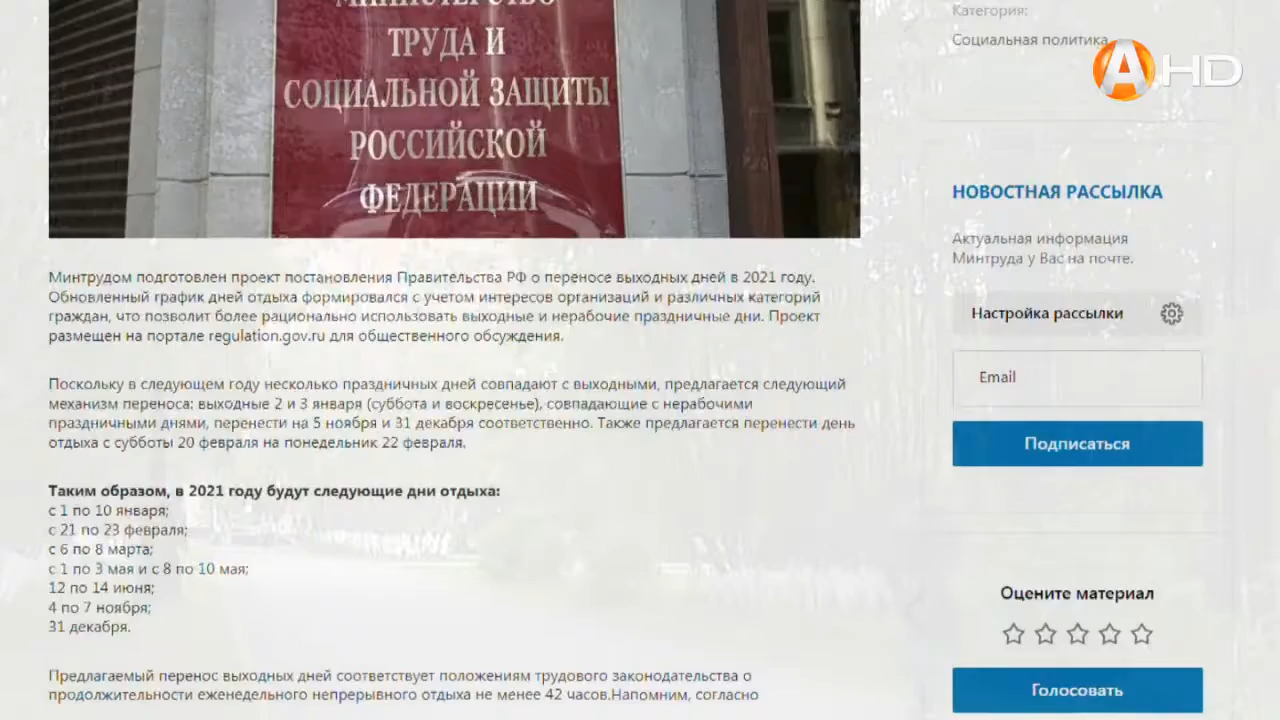 МИНИСТЕРСТВО
ТРУДА И
СОЦИАЛЬНОЙ ЗАЩИТЫ
РОССИЙСКОЙ
ФЕДЕРАЦИИ
Минтрудом подготовлен проект постановления Правительства РФ о переносе выходных дней в 2021 году.
Обновленный график дней отдыха формировался с учетом интересов организаций и различных категорий
граждан, что позволит более рационально использовать выходные и нерабочие праздничные дни. Проект
размещен на портале regulation.gov.ru для общественного обсуждения.
Поскольку в следующем году несколько праздничных дней совпадают с выходными, предлагается следующий
механизм переноса: выходные 2 и 3 января (суббота и воскресенье), совпадающие с нерабочими
праздничными днями, перенести на 5 ноября и 31 декабря соответственно. Также предлагается перенести день
отдыха с субботы 20 февраля на понедельник 22 февраля.
Таким образом, в 2021 году будут следующие дни отдыха:
с 1 по 10 января;
с 21 по 23 февраля;
с 6 по 8 марта;
с 1 по 3 мая и с 8 по 10 мая;
12 по 14 июня;
4 по 7 ноября;
31 декабря.
Предлагаемый перенос выходных дней соответствует положениям трудового законодательства о
продолжительности еженедельного непрерывного отдыха не менее 42 часов.Напомним, согласно
Категория:
Социальная политика
А HD
НОВОСТНАЯ РАССЫЛКА
Актуальная информация
Минтруда у Вас на почте.
Настройка рассылки
Email
Подписаться
Оцените материал
Голосовать